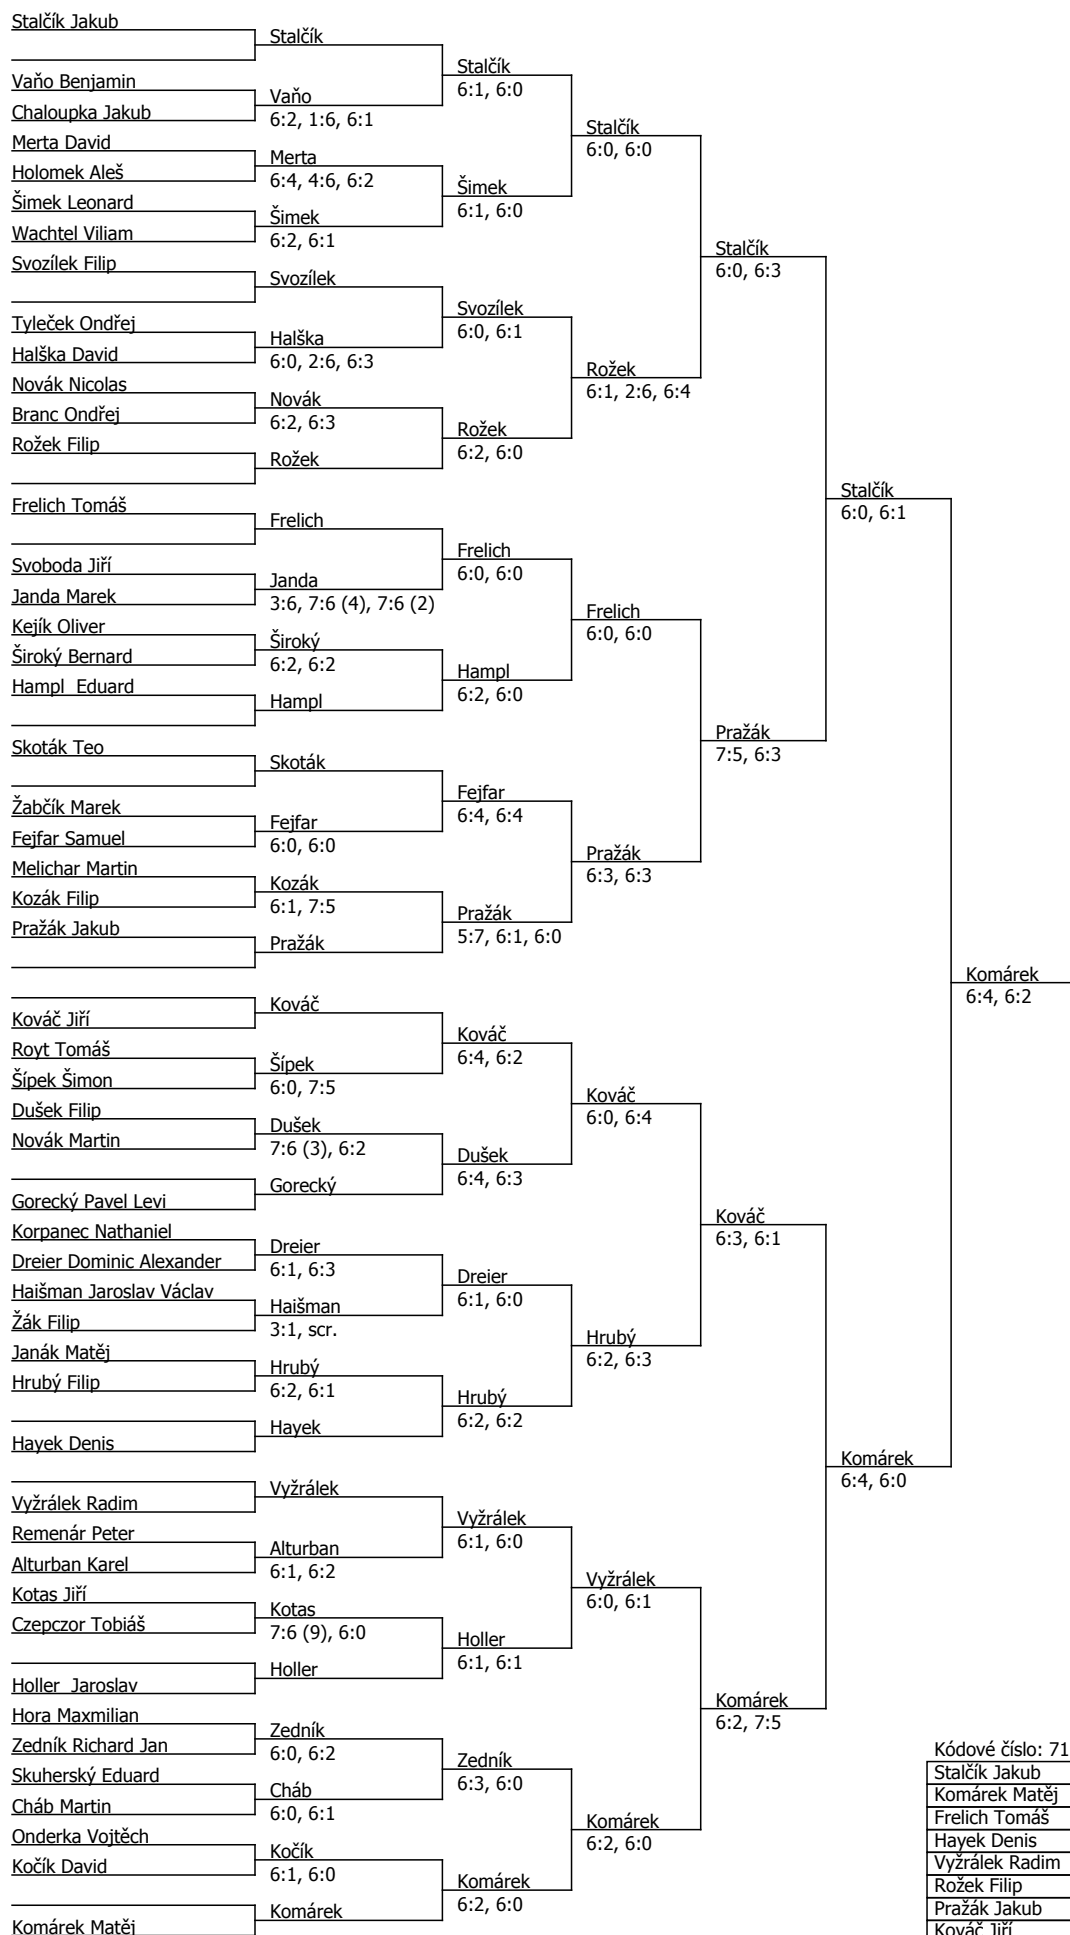 Stalčík Jakub
Vaňo Benjamin
Chaloupka Jakub
Merta David
Holomek Aleš
Šimek Leonard
Wachtel Viliam
Svozílek Filip
Tyleček Ondřej
Halška David
Novák Nicolas
Branc Ondřej
Rožek Filip
Frelich Tomáš
Svoboda Jiří
Janda Marek
Kejík Oliver
Široký Bernard
Hampl  Eduard
Skoták Teo
Žabčík Marek
Fejfar Samuel
Melichar Martin
Kozák Filip
Pražák Jakub
Kováč Jiří
Royt Tomáš
Šípek Šimon
Dušek Filip
Novák Martin
Gorecký Pavel Levi
Korpanec Nathaniel
Dreier Dominic Alexander
Haišman Jaroslav Václav
Žák Filip
Janák Matěj
Hrubý Filip
Hayek Denis
Vyžrálek Radim
Remenár Peter
Alturban Karel
Kotas Jiří
Czepczor Tobiáš
Holler  Jaroslav
Hora Maxmilian
Zedník Richard Jan
Skuherský Eduard
Cháb Martin
Onderka Vojtěch
Kočík David
Komárek Matěj
Stalčík
Vaňo
6:2, 1:6, 6:1
Merta
6:4, 4:6, 6:2
Šimek
6:2, 6:1
Svozílek
Halška
6:0, 2:6, 6:3
Novák
6:2, 6:3
Rožek
Frelich
Janda
3:6, 7:6 (4), 7:6 (2)
Široký
6:2, 6:2
Hampl
Skoták
Fejfar
6:0, 6:0
Kozák
6:1, 7:5
Pražák
Kováč
Šípek
6:0, 7:5
Dušek
7:6 (3), 6:2
Gorecký
Dreier
6:1, 6:3
Haišman
3:1, scr.
Hrubý
6:2, 6:1
Hayek
Vyžrálek
Alturban
6:1, 6:2
Kotas
7:6 (9), 6:0
Holler
Zedník
6:0, 6:2
Cháb
6:0, 6:1
Kočík
6:1, 6:0
Komárek
Stalčík
6:1, 6:0
Šimek
6:1, 6:0
Svozílek
6:0, 6:1
Rožek
6:2, 6:0
Frelich
6:0, 6:0
Hampl
6:2, 6:0
Fejfar
6:4, 6:4
Pražák
5:7, 6:1, 6:0
Kováč
6:4, 6:2
Dušek
6:4, 6:3
Dreier
6:1, 6:0
Hrubý
6:2, 6:2
Vyžrálek
6:1, 6:0
Holler
6:1, 6:1
Zedník
6:3, 6:0
Komárek
6:2, 6:0
Stalčík
6:0, 6:0
Rožek
6:1, 2:6, 6:4
Frelich
6:0, 6:0
Pražák
6:3, 6:3
Kováč
6:0, 6:4
Hrubý
6:2, 6:3
Vyžrálek
6:0, 6:1
Komárek
6:2, 6:0
Stalčík
6:0, 6:3
Pražák
7:5, 6:3
Kováč
6:3, 6:1
Komárek
6:2, 7:5
Stalčík
6:0, 6:1
Komárek
6:4, 6:0
Komárek
6:4, 6:2
Kódové číslo: 71
Stalčík Jakub
Komárek Matěj
Frelich Tomáš
Hayek Denis
Vyžrálek Radim
Rožek Filip
Pražák Jakub
Kováč Jiří